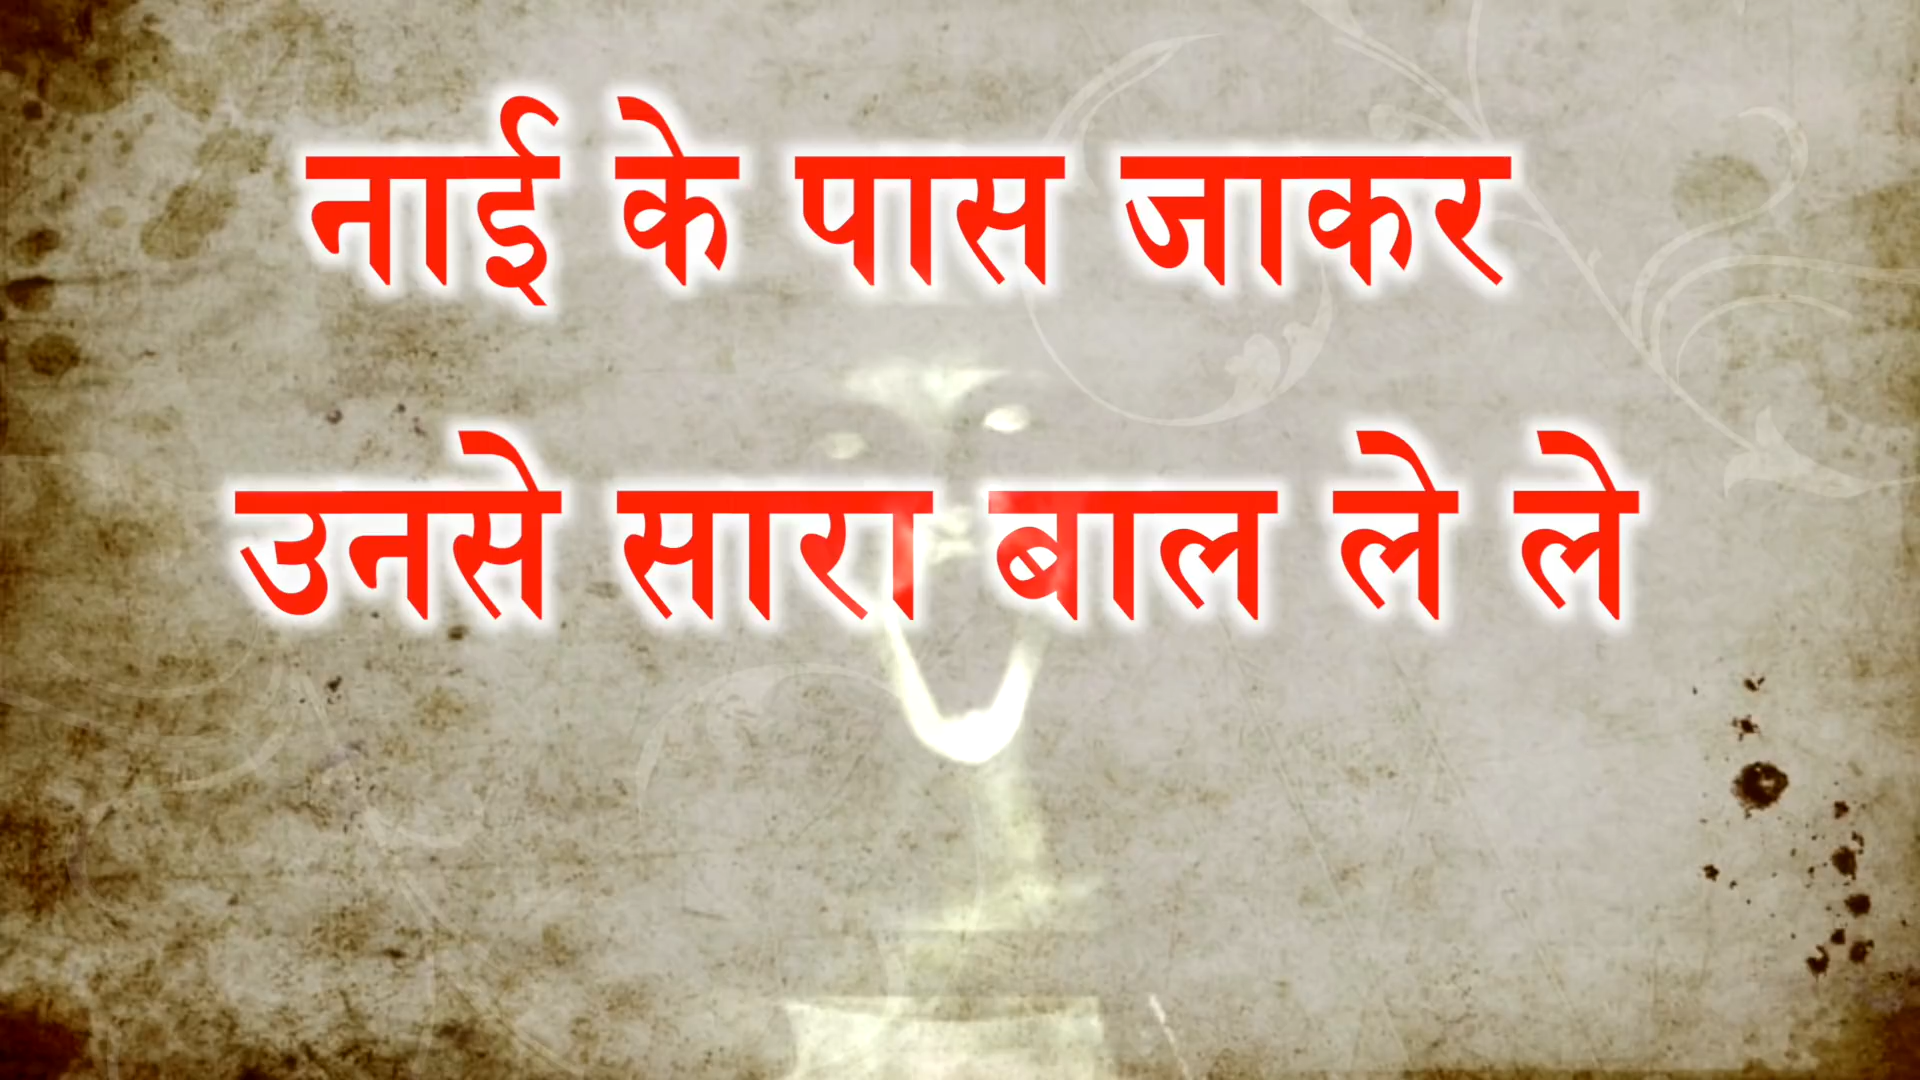 नाई के पास जाकर
उनसे सारा बाल ले ले